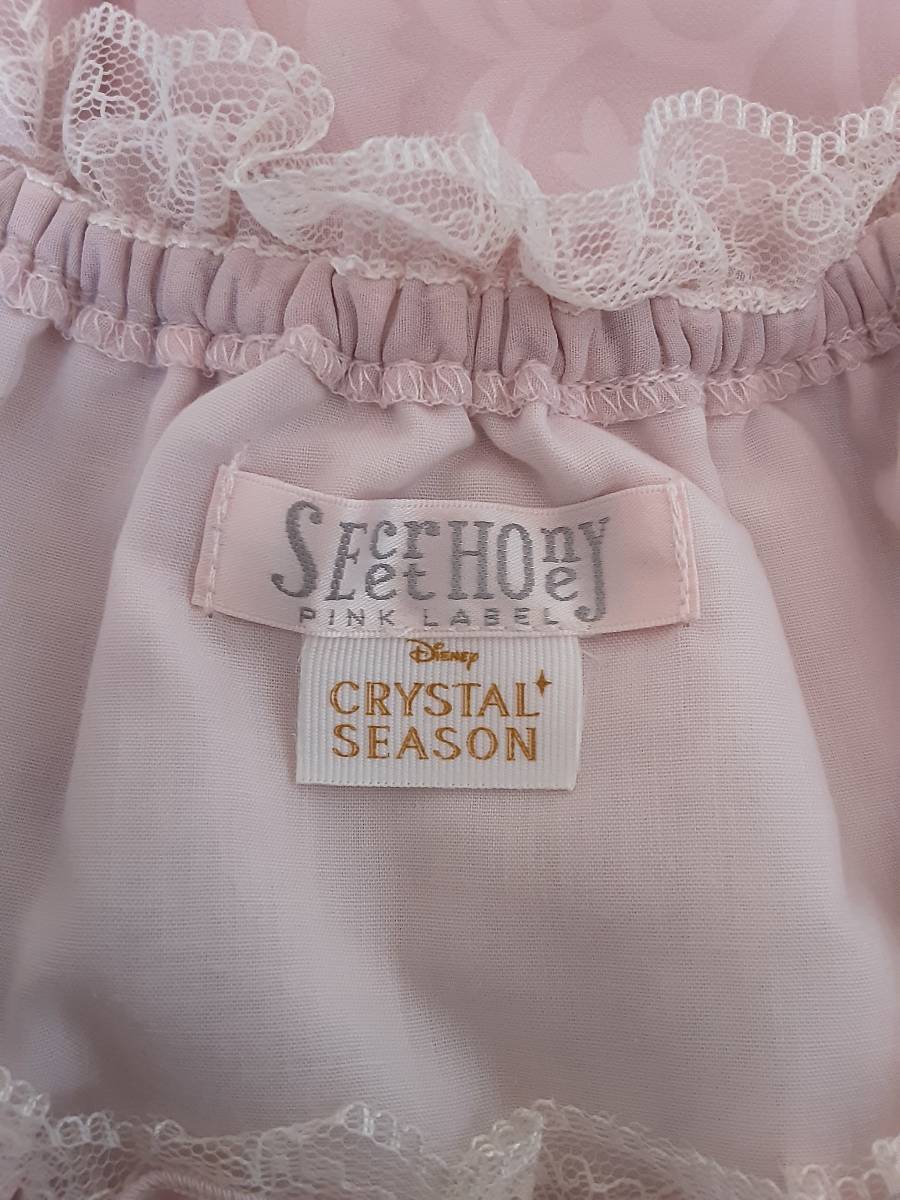 SEcret HOney
PINK LABEL
Disney
CRYSTAL
SEASON